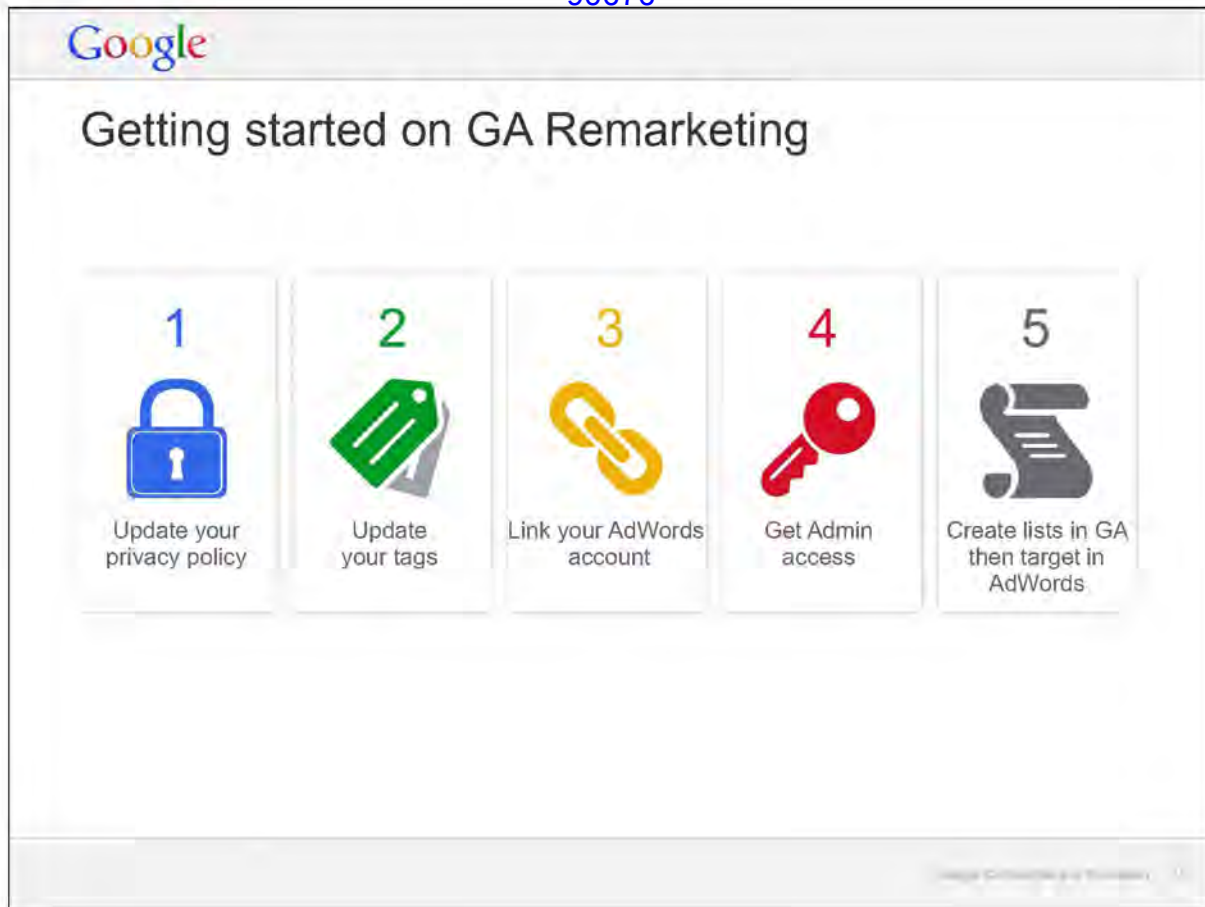 Google
Getting started on GA Remarketing
1
Update your
privacy policy
2
Update
your tags
3
Link your AdWords
account
4
Get Admin
access
5
Create lists in GA
then target in
AdWords